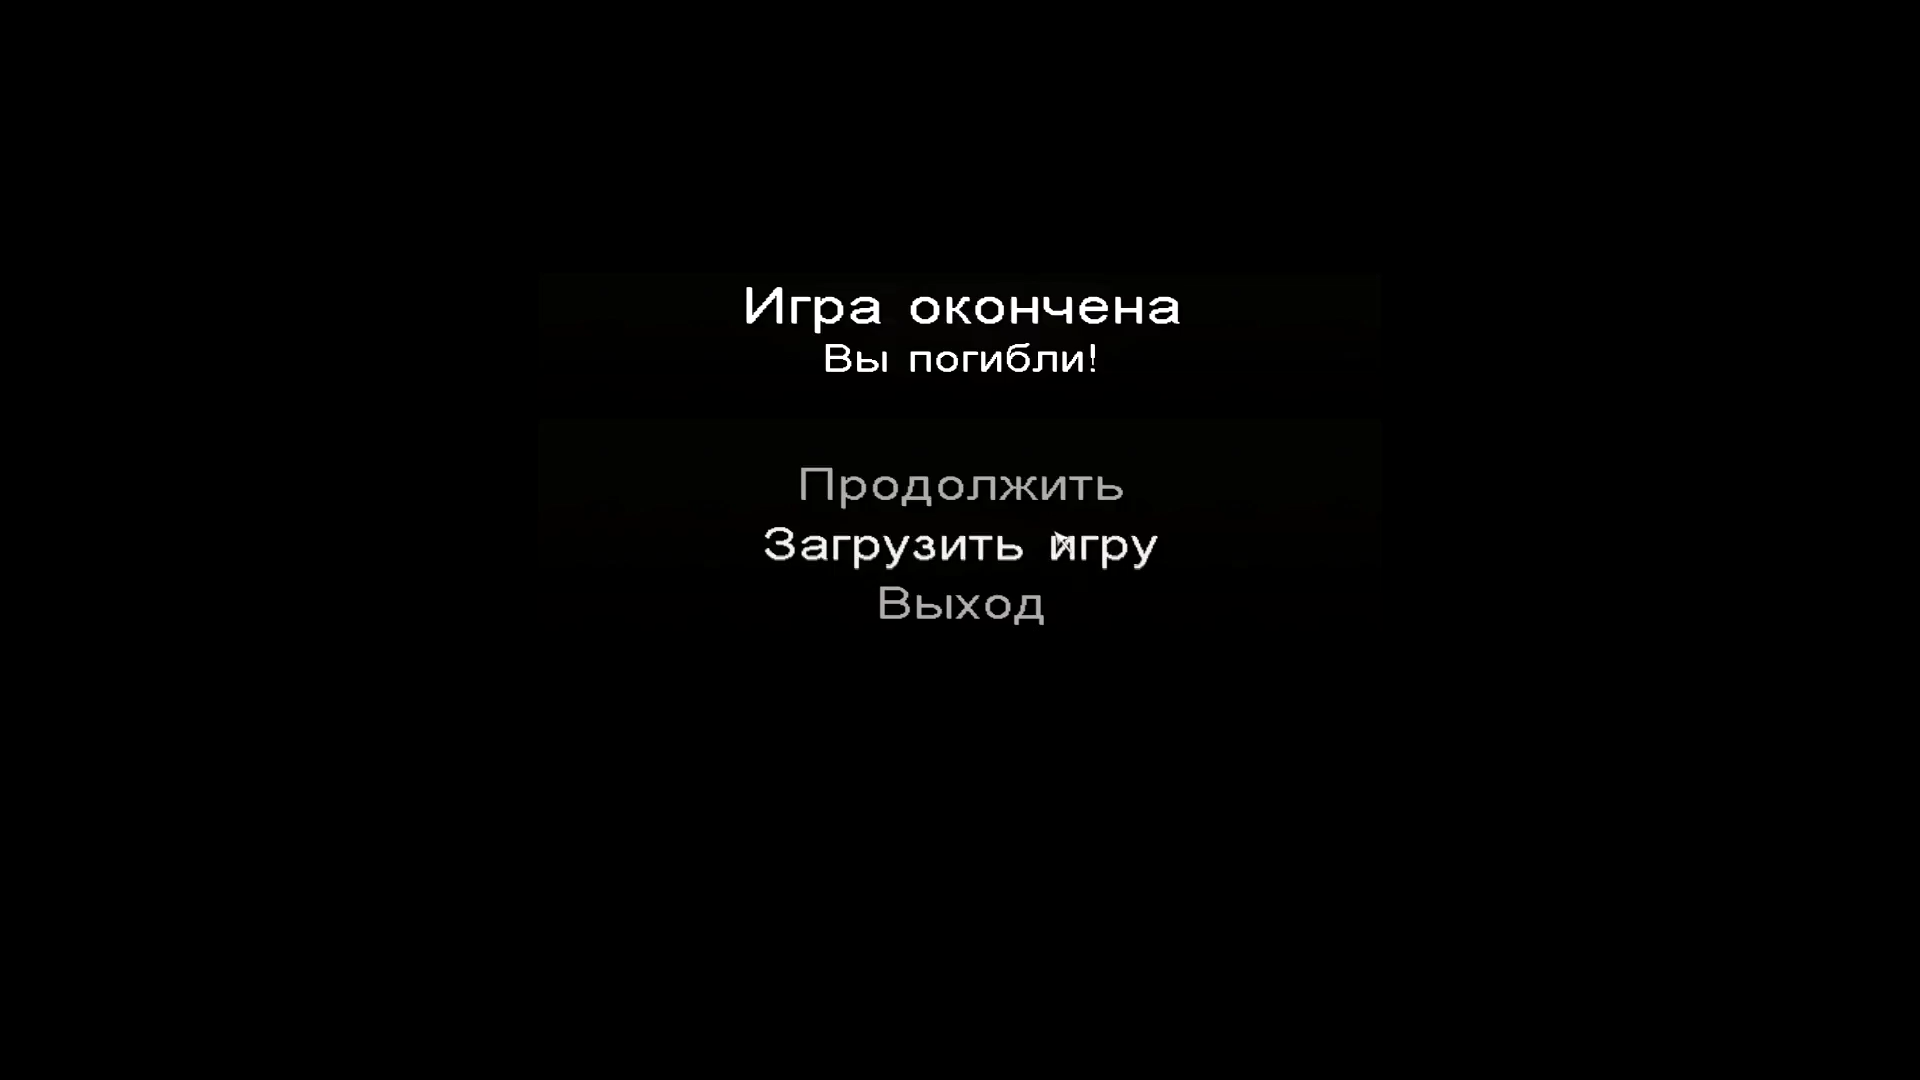 Игра окончена
Вы погибли!
Продолжить
Загрузить игру
Выход